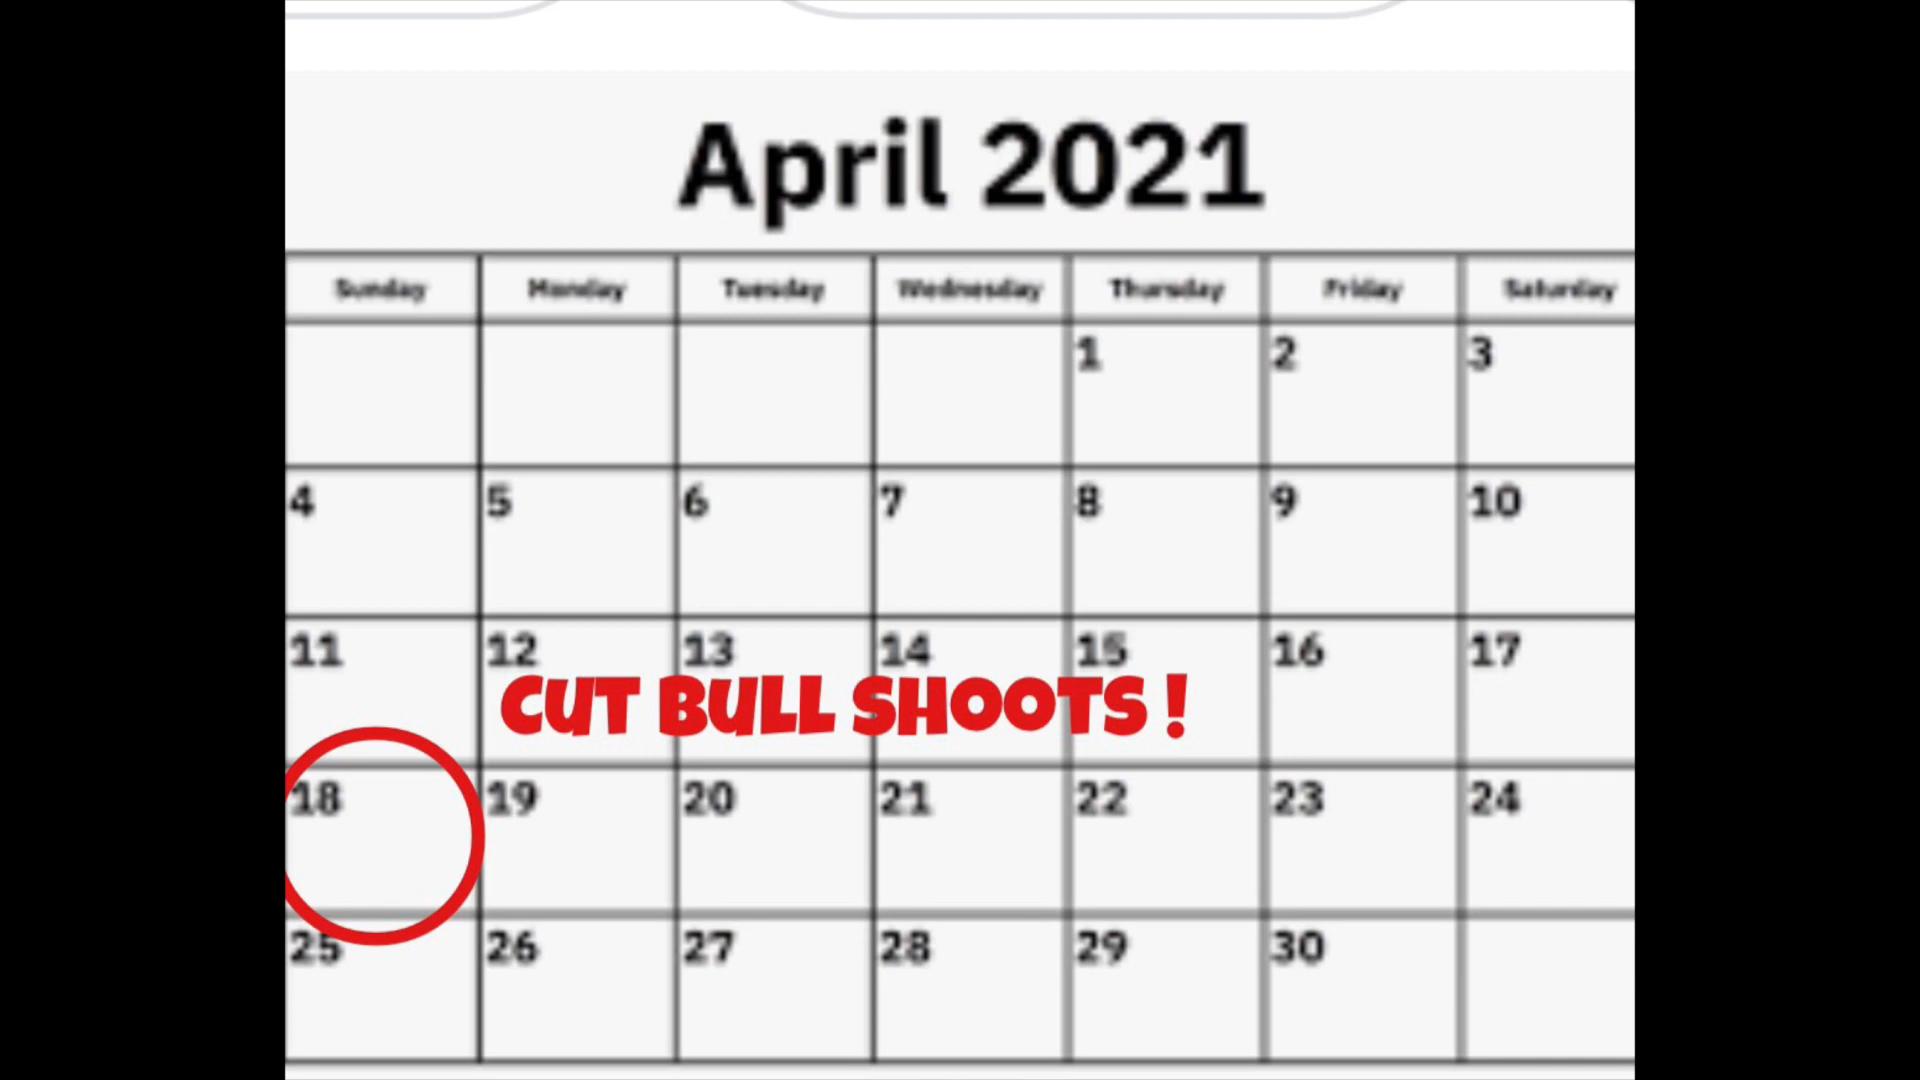 April 2021
Sunday Monday Tuesday Wednesday Thursday Friday Saturday
1 2 3
4 5 6 7 8 9 10
11 12 13 14 15 16 17
CUT BULL SHOOTS !
18 19 20 21 22 23 24
25 26 27 28 29 30